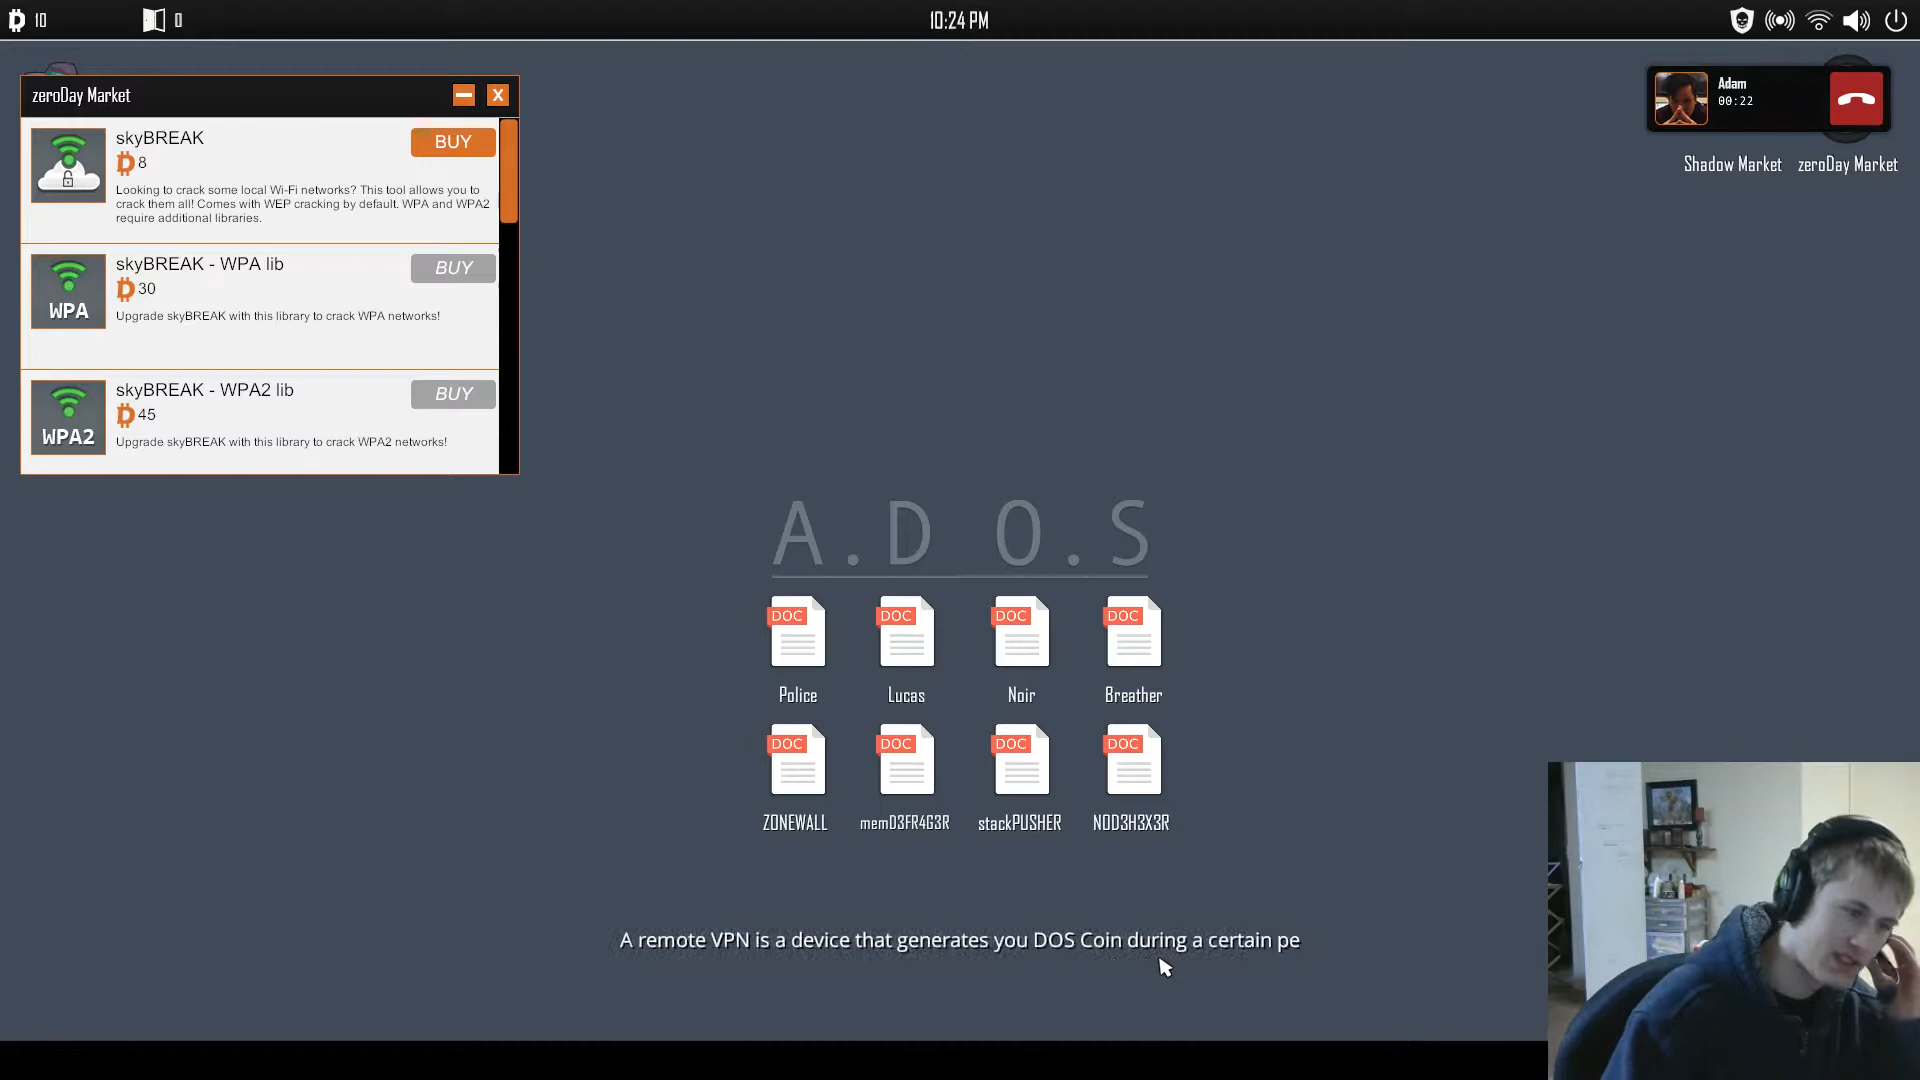 10
0
10:24 PM
zeroDay Market
X
skyBREAK
BUY
8
Looking to crack some local Wi-Fi networks? This tool allows you to
crack them all! Comes with WEP cracking by default. WPA and WPA2
require additional libraries.
skyBREAK - WPA lib
BUY
30
WPA
Upgrade skyBREAK with this library to crack WPA networks!
skyBREAK - WPA2 lib
BUY
45
WPA2
Upgrade skyBREAK with this library to crack WPA2 networks!
Adam
00:22
Shadow Market
zeroDay Market
A.D O.S
DOC
DOC
DOC
DOC
Police
Lucas
Noir
Breather
DOC
DOC
DOC
DOC
ZONEWALL
memD3FR4G3R
stackPUSHER
NOD3H3X3R
A remote VPN is a device that generates you DOS Coin during a certain pe